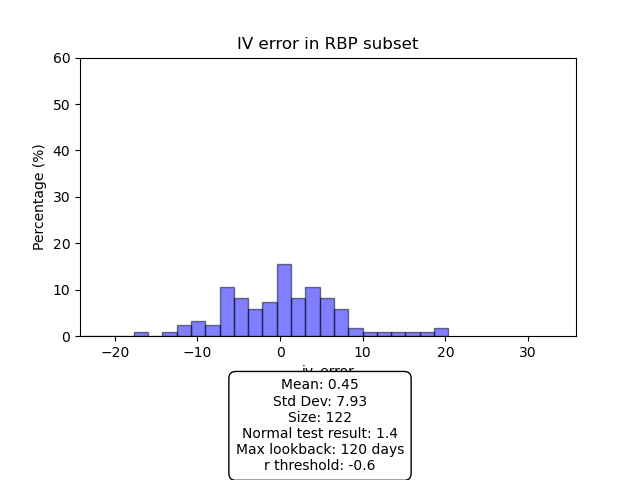 IV error in RBP subset
Percentage (%)
60
50
40
30
20
10
0
−20
−10
0
10
20
30
iv_error
Mean: 0.45
Std Dev: 7.93
Size: 122
Normal test result: 1.4
Max lookback: 120 days
r threshold: -0.6